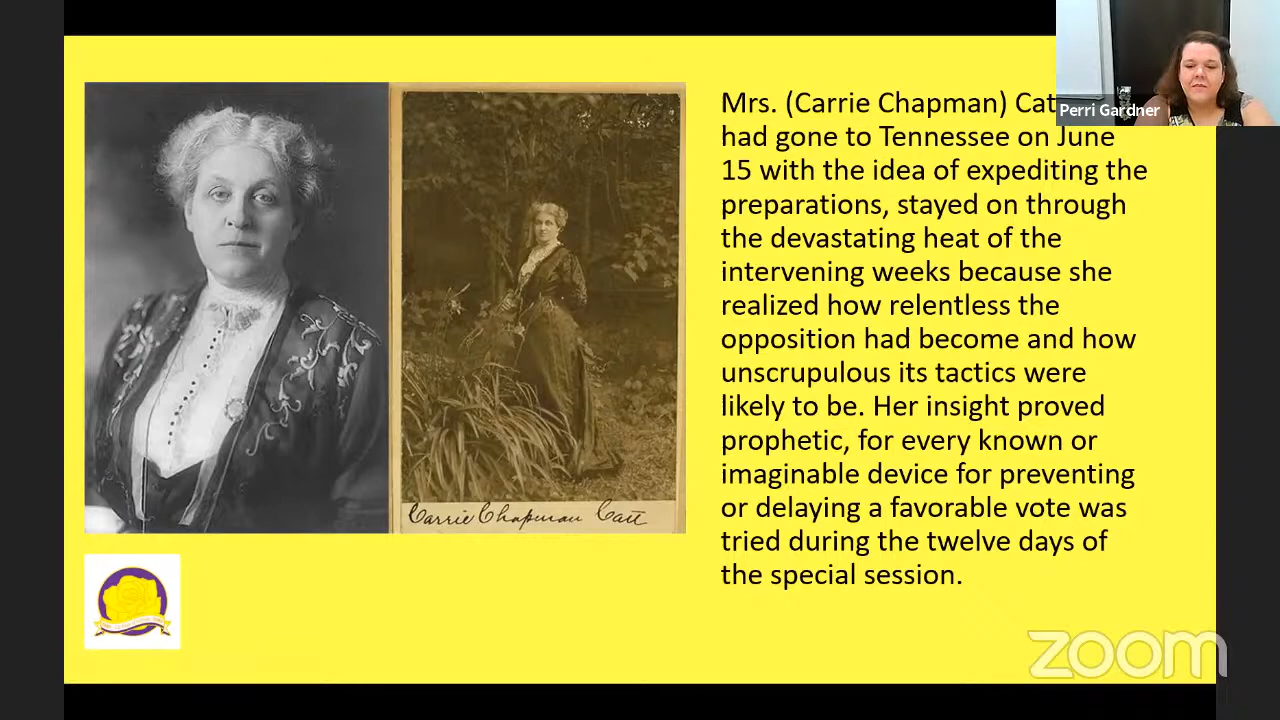 Mrs. (Carrie Chapman) Cat
had gone to Tennessee on June
15 with the idea of expediting the
preparations, stayed on through
the devastating heat of the
intervening weeks because she
realized how relentless the
opposition had become and how
unscrupulous its tactics were
likely to be. Her insight proved
prophetic, for every known or
imaginable device for preventing
or delaying a favorable vote was
tried during the twelve days of
the special session.
Perri Gardner
Carrie Chapman Catt
zoom